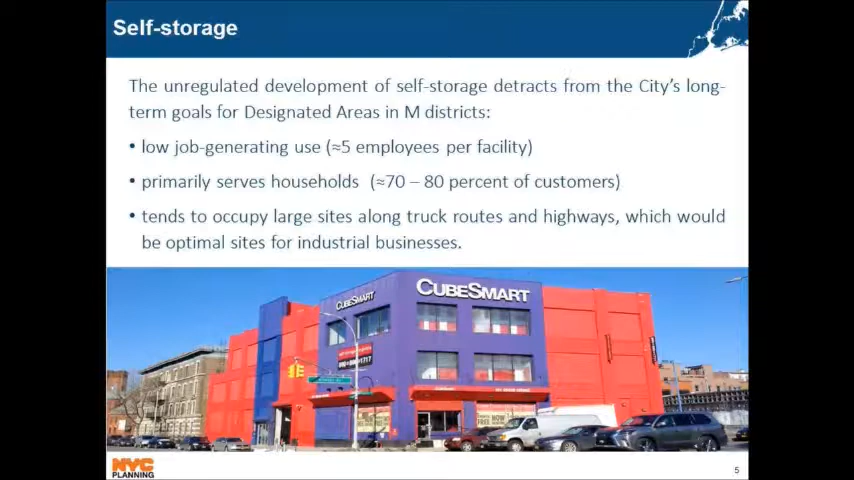 Self-storage
The unregulated development of self-storage detracts from the City's long-
term goals for Designated Areas in M districts:
• low job-generating use (≈5 employees per facility)
• primarily serves households (≈70 – 80 percent of customers)
• tends to occupy large sites along truck routes and highways, which would
be optimal sites for industrial businesses.
CUBESMART
CUBESMART
NYC
PLANNING
5